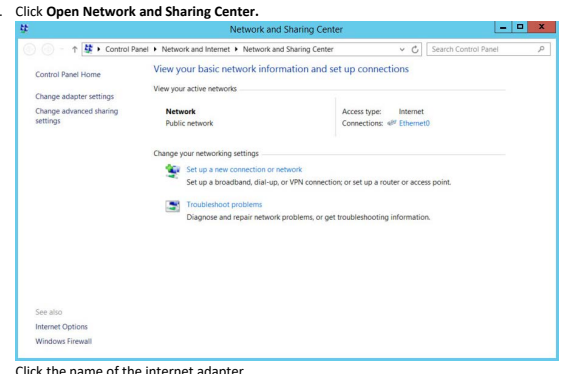 . Click Open Network and Sharing Center.
Network and Sharing Center
Control Panel ▸ Network and Internet ▸ Network and Sharing Center
Search Control Panel
Control Panel Home
Change adapter settings
Change advanced sharing
settings
View your basic network information and set up connections
View your active networks
Network
Public network
Access type: Internet
Connections: Ethernet0
Change your networking settings
Set up a new connection or network
Set up a broadband, dial-up, or VPN connection; or set up a router or access point.
Troubleshoot problems
Diagnose and repair network problems, or get troubleshooting information.
See also
Internet Options
Windows Firewall
Click the name of the internet adapter